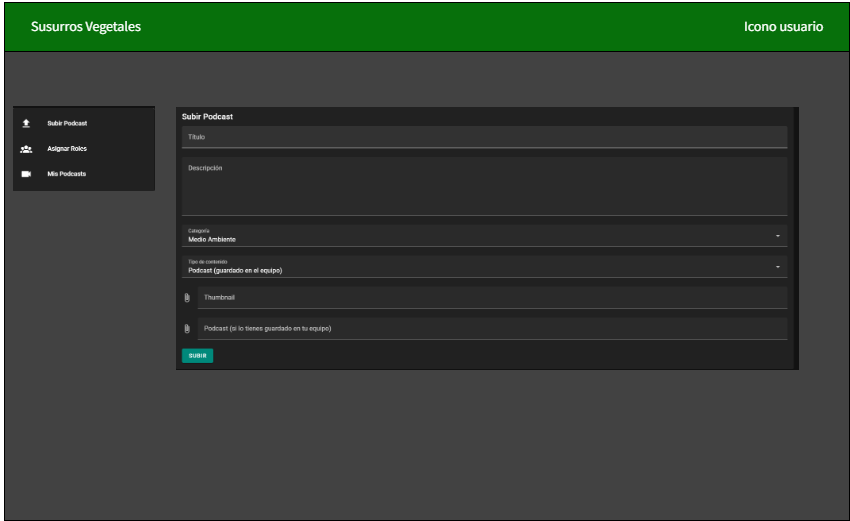 Susurros Vegetales
Icono usuario
Subir Podcast
Asignar Roles
Mis Podcasts
Subir Podcast
Título
Descripción
Categoría
Medio Ambiente
Tipo de contenido
Podcast (guardado en el equipo)
Thumbnail
Podcast (si lo tienes guardado en tu equipo)
SUBIR